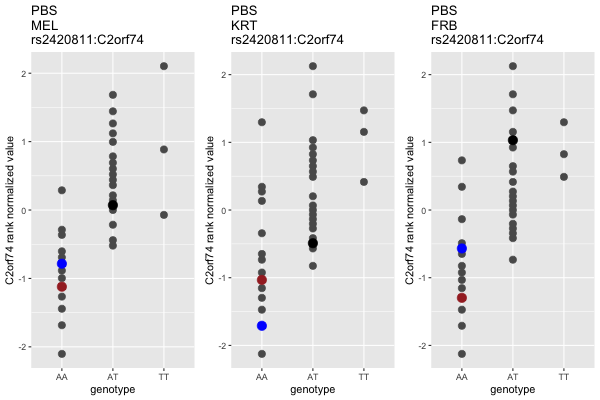 PBS
MEL
rs2420811:C2orf74
C2orf74 rank normalized value
2
1
0
-1
-2
AA
AT
TT
genotype
PBS
KRT
rs2420811:C2orf74
C2orf74 rank normalized value
2
1
0
-1
-2
AA
AT
TT
genotype
PBS
FRB
rs2420811:C2orf74
C2orf74 rank normalized value
2
1
0
-1
-2
AA
AT
TT
genotype